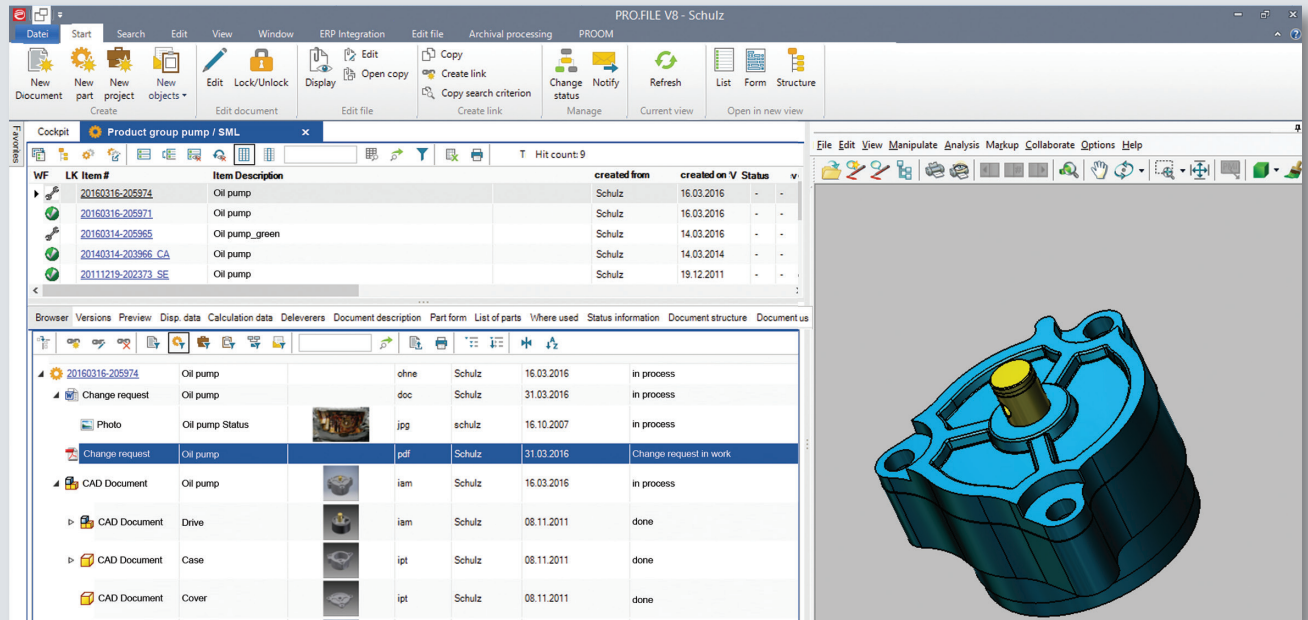 PRO.FILE V8 - Schulz
Datei Start Search Edit View Window ERP Integration Edit file Archival processing PROOM
New Document
New part
New project
New objects
Create
Edit
Lock/Unlock
Edit document
Display
Edit
Open copy
Edit file
Copy
Create link
Copy search criterion
Create link
Change status
Notify
Manage
Refresh
Current view
List
Form
Structure
Open in new view
Favorites
Cockpit Product group pump / SML x
T Hit count: 9
WF LK Item # Item Description created from created on Status
20160316-205974 Oil pump Schulz 16.03.2016 - -
20160316-205971 Oil pump Schulz 16.03.2016 - -
20160314-205965 Oil pump_green Schulz 14.03.2016 - -
20140314-203966_CA Oil pump Schulz 14.03.2014 - -
20111219-202373_SE Oil pump Schulz 19.12.2011 - -
Browser Versions Preview Disp. data Calculation data Deleverers Document description Part form List of parts Where used Status information Document structure Document us
20160316-205974 Oil pump ohne Schulz 16.03.2016 in process
Change request Oil pump doc Schulz 31.03.2016 in process
Photo Oil pump Status jpg schulz 16.10.2007 in process
Change request Oil pump pdf Schulz 31.03.2016 Change request in work
CAD Document Oil pump iam Schulz 16.03.2016 in process
CAD Document Drive iam Schulz 08.11.2011 done
CAD Document Case ipt Schulz 08.11.2011 done
CAD Document Cover ipt Schulz 08.11.2011 done
File Edit View Manipulate Analysis Markup Collaborate Options Help